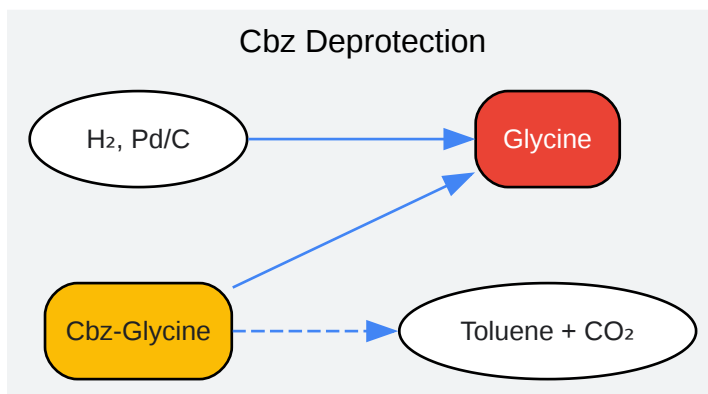 Cbz Deprotection
H₂, Pd/C
Glycine
Cbz-Glycine
Toluene + CO₂